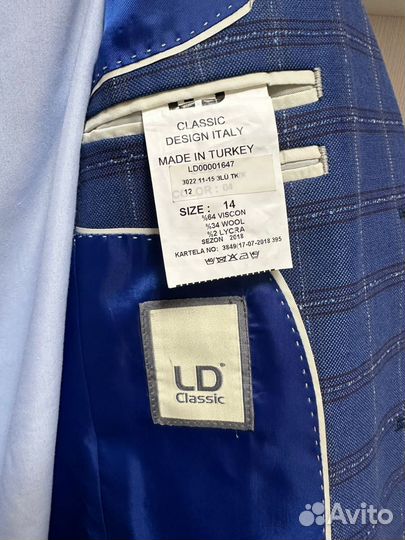 CLASSIC
DESIGN ITALY
MADE IN TURKEY
LD00001647
3022 11-15 3LÜ TK
12
COLOR : 04
SIZE : 14
%64 VISCON
%34 WOOL
%2 LYCRA
SEZON 2018
KARTELA NO: 3849/17-07-2018 395
LD
Classic
Avito